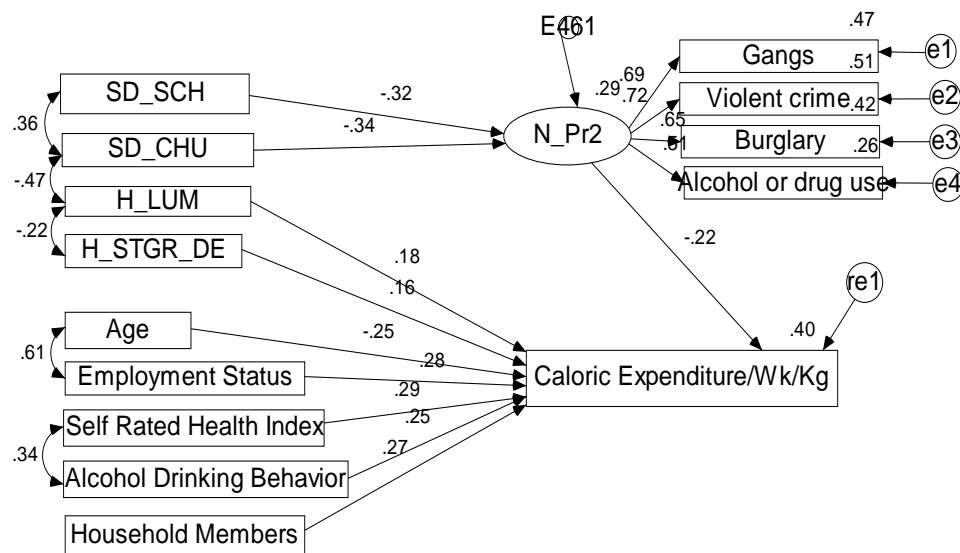 .47
E461
Gangs
e1
.51
.69
.29
.72
SD_SCH
-.32
Violent crime
.42
e2
.36
-.34
N_Pr2
.65
SD_CHU
Burglary
.26
e3
.61
-.47
Alcohol or drug use
e4
H_LUM
-.22
H_STGR_DE
-.22
.18
re1
.16
Age
-.25
.40
.61
.28
Employment Status
Caloric Expenditure/Wk/Kg
.29
Self Rated Health Index
.25
.34
.27
Alcohol Drinking Behavior
Household Members